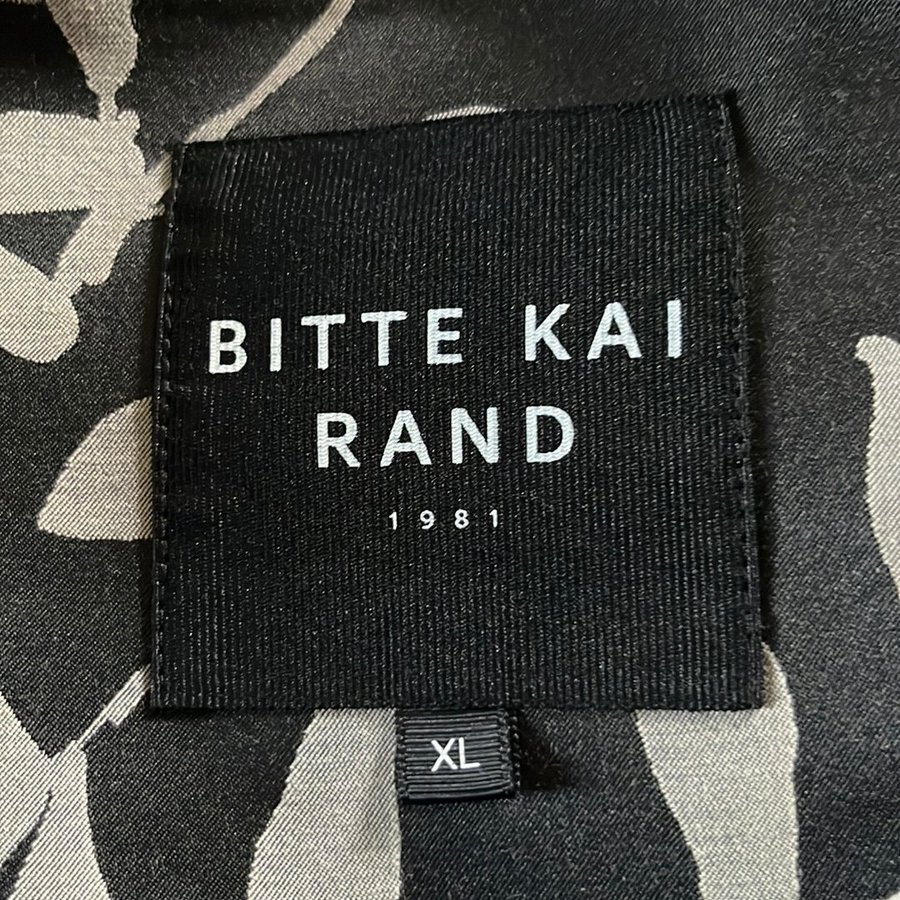 BITTE KAI
RAND
1981
XL